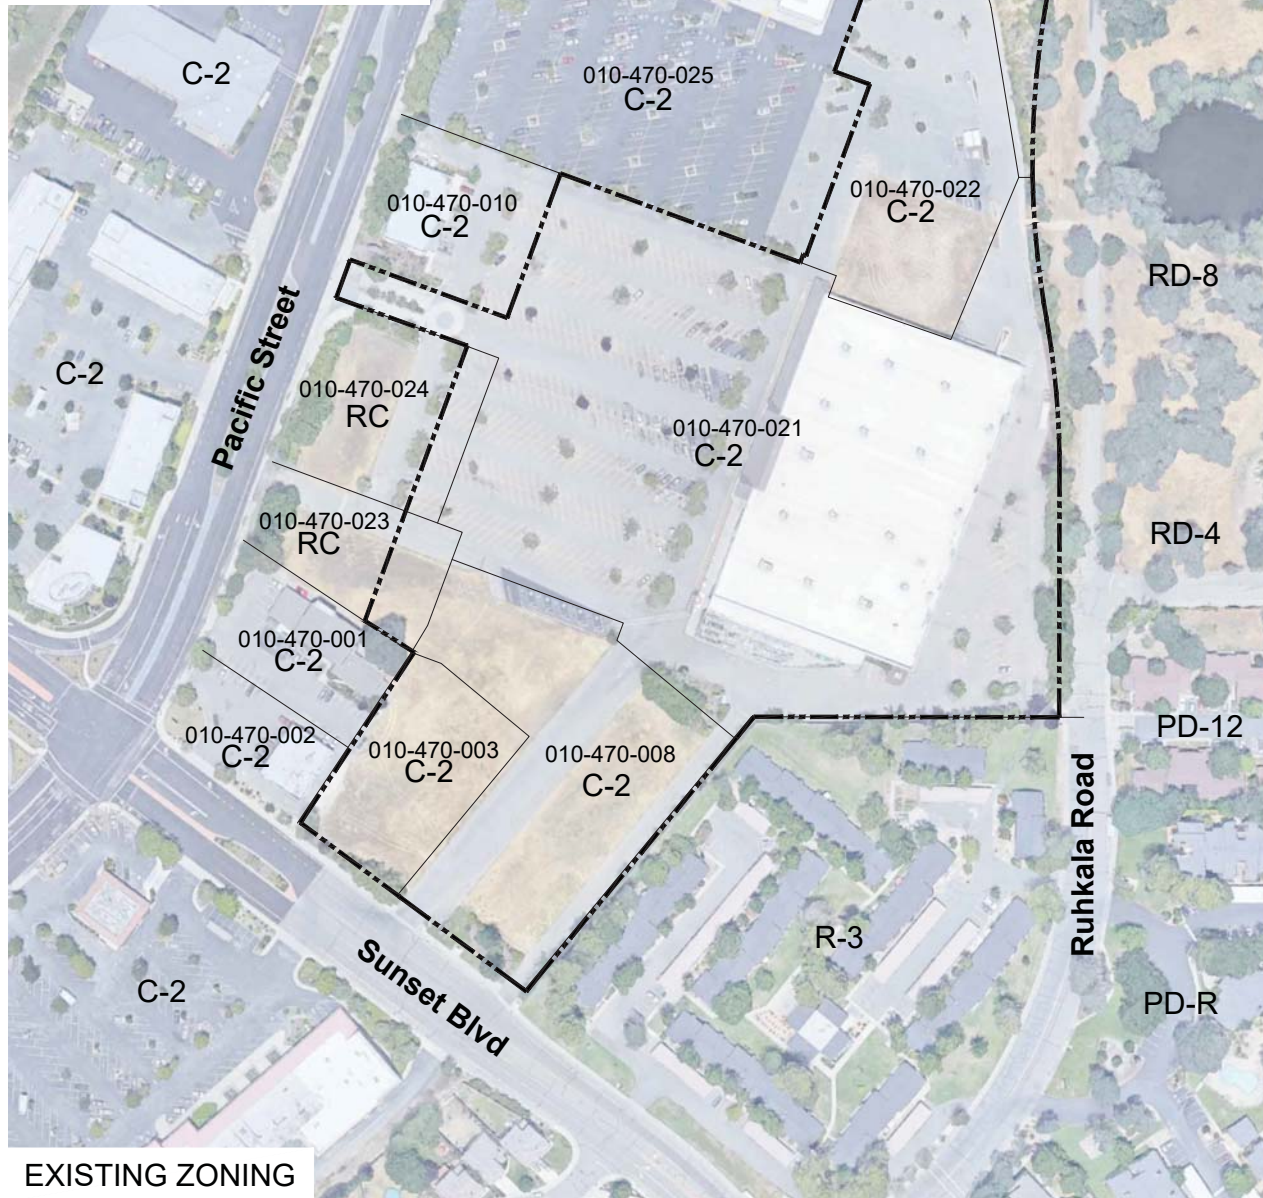 C-2
010-470-025
C-2
010-470-010
C-2
010-470-022
C-2
RD-8
Pacific Street
C-2
010-470-024
RC
010-470-021
C-2
010-470-023
RC
RD-4
010-470-001
C-2
010-470-002
C-2
010-470-003
C-2
010-470-008
C-2
PD-12
Ruhkala Road
R-3
Sunset Blvd
C-2
PD-R
EXISTING ZONING